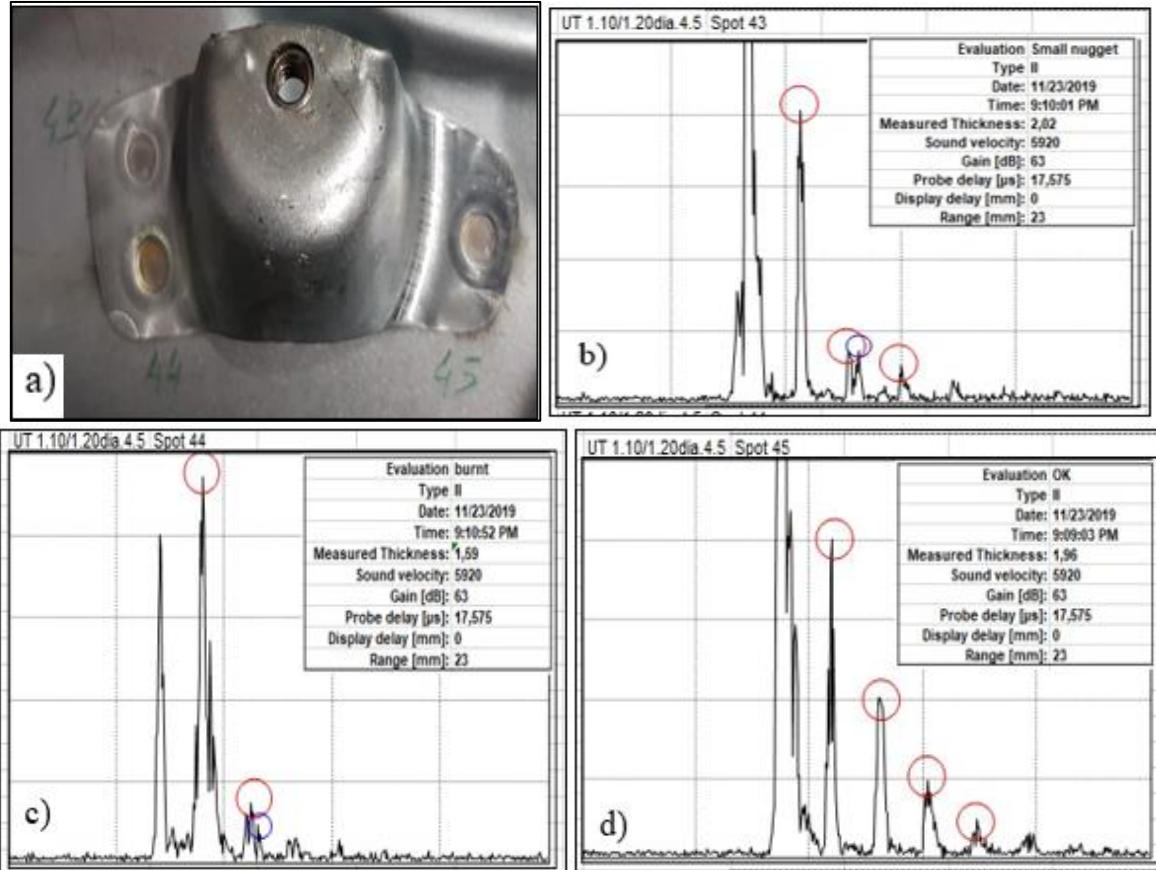 43
44
45
a)
UT 1.10/1.20dia.4.5 Spot 43
Evaluation Small nugget
Type II
Date: 11/23/2019
Time: 9:10:01 PM
Measured Thickness: 2,02
Sound velocity: 5920
Gain [dB]: 63
Probe delay [µs]: 17,575
Display delay [mm]: 0
Range [mm]: 23
b)
UT 1.10/1.20dia.4.5 Spot 44
Evaluation burnt
Type II
Date: 11/23/2019
Time: 9:10:52 PM
Measured Thickness: 1,59
Sound velocity: 5920
Gain [dB]: 63
Probe delay [µs]: 17,575
Display delay [mm]: 0
Range [mm]: 23
c)
UT 1.10/1.20dia.4.5 Spot 45
Evaluation OK
Type II
Date: 11/23/2019
Time: 9:09:03 PM
Measured Thickness: 1,96
Sound velocity: 5920
Gain [dB]: 63
Probe delay [µs]: 17,575
Display delay [mm]: 0
Range [mm]: 23
d)